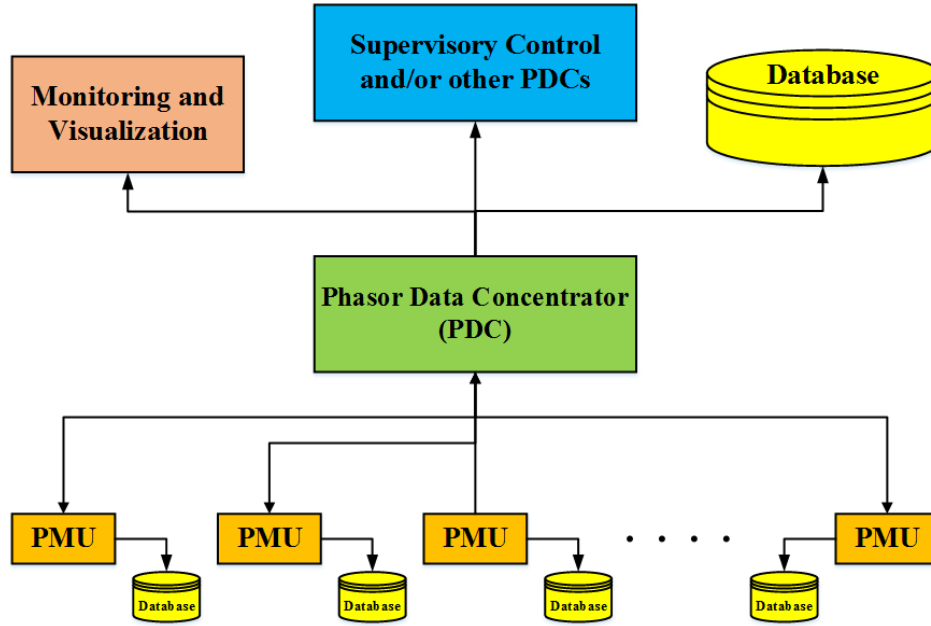 Supervisory Control
and/or other PDCs
Monitoring and
Visualization
Database
Phasor Data Concentrator
(PDC)
PMU
PMU
PMU
. . . .
PMU
Database
Database
Database
Database